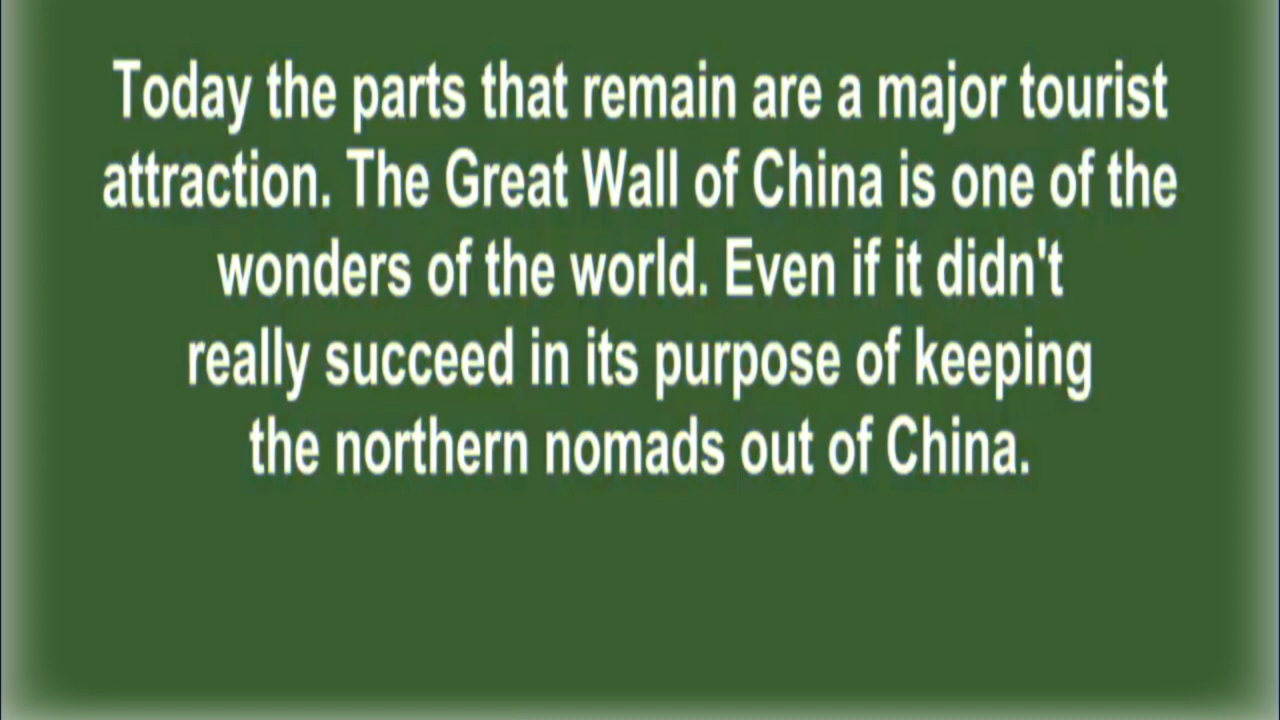 Today the parts that remain are a major tourist
attraction. The Great Wall of China is one of the
wonders of the world. Even if it didn't
really succeed in its purpose of keeping
the northern nomads out of China.